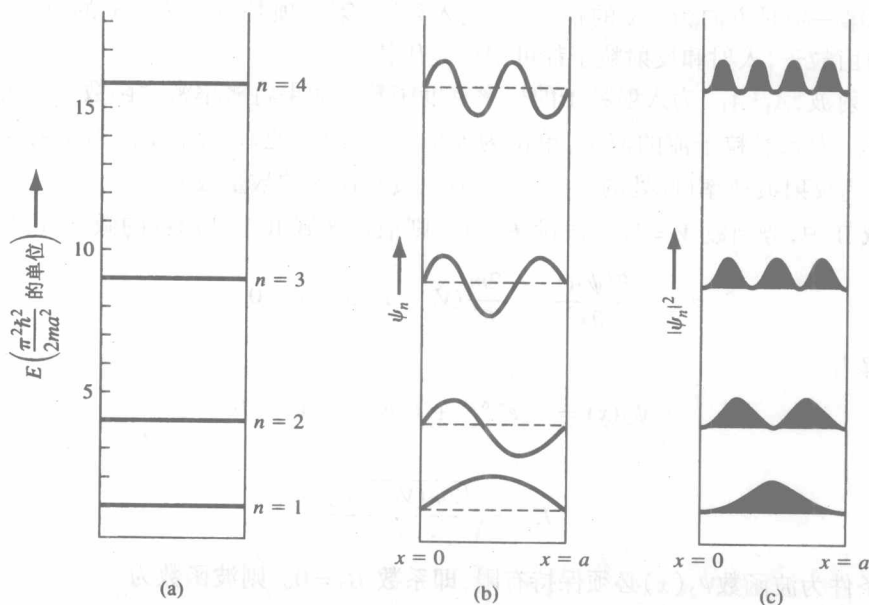 15
10
5
E (π²ℏ²/2ma² 的单位)
n = 4
n = 3
n = 2
n = 1
(a)
ψₙ
x = 0
x = a
(b)
|ψₙ|²
x = 0
x = a
(c)